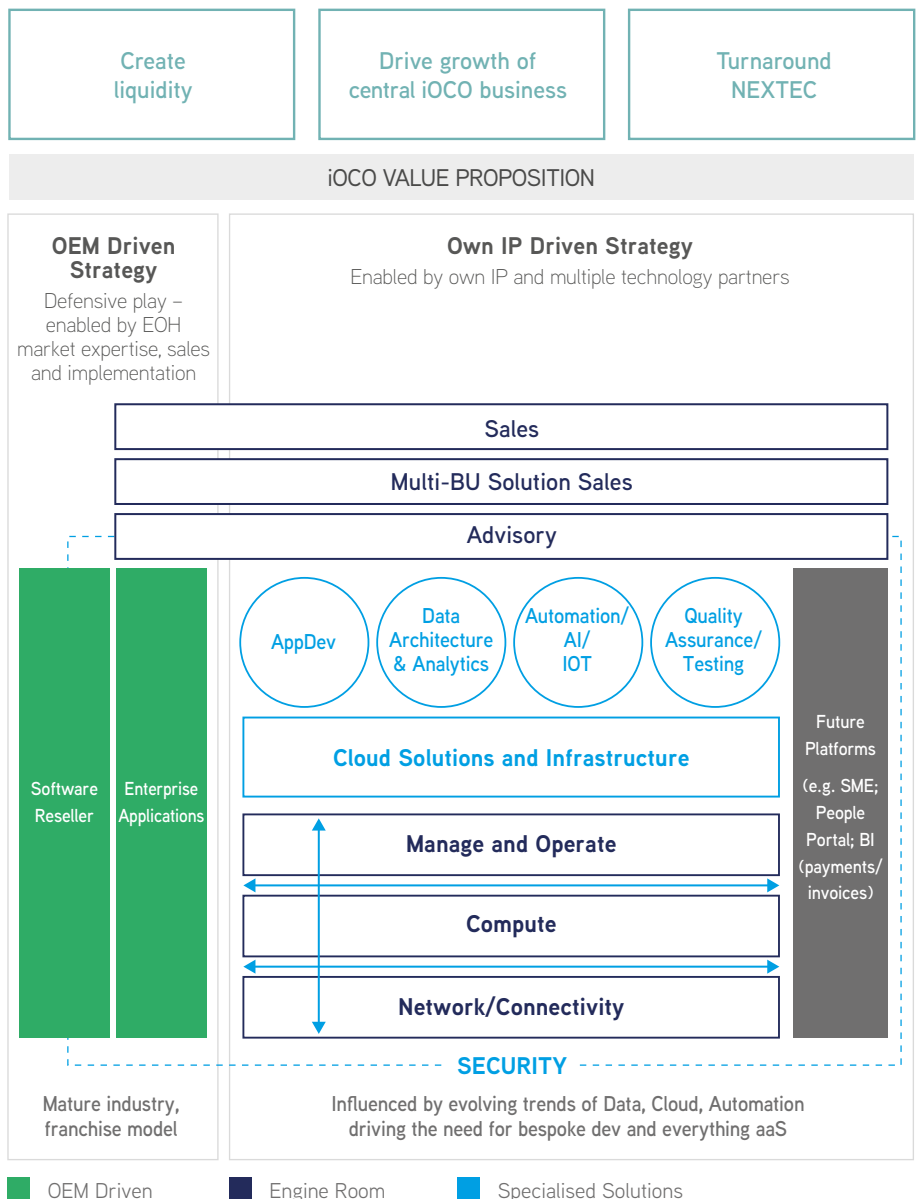 Create
liquidity
Drive growth of
central iOCO business
Turnaround
NEXTEC
iOCO VALUE PROPOSITION
OEM Driven
Strategy
Defensive play –
enabled by EOH
market expertise, sales
and implementation
Own IP Driven Strategy
Enabled by own IP and multiple technology partners
Sales
Multi-BU Solution Sales
Advisory
Software
Reseller
Enterprise
Applications
AppDev
Data
Architecture
& Analytics
Automation/
AI/
IOT
Quality
Assurance/
Testing
Cloud Solutions and Infrastructure
Manage and Operate
Compute
Network/Connectivity
Future
Platforms
(e.g. SME;
People
Portal; BI
(payments/
invoices)
SECURITY
Mature industry,
franchise model
Influenced by evolving trends of Data, Cloud, Automation
driving the need for bespoke dev and everything aaS
OEM Driven
Engine Room
Specialised Solutions